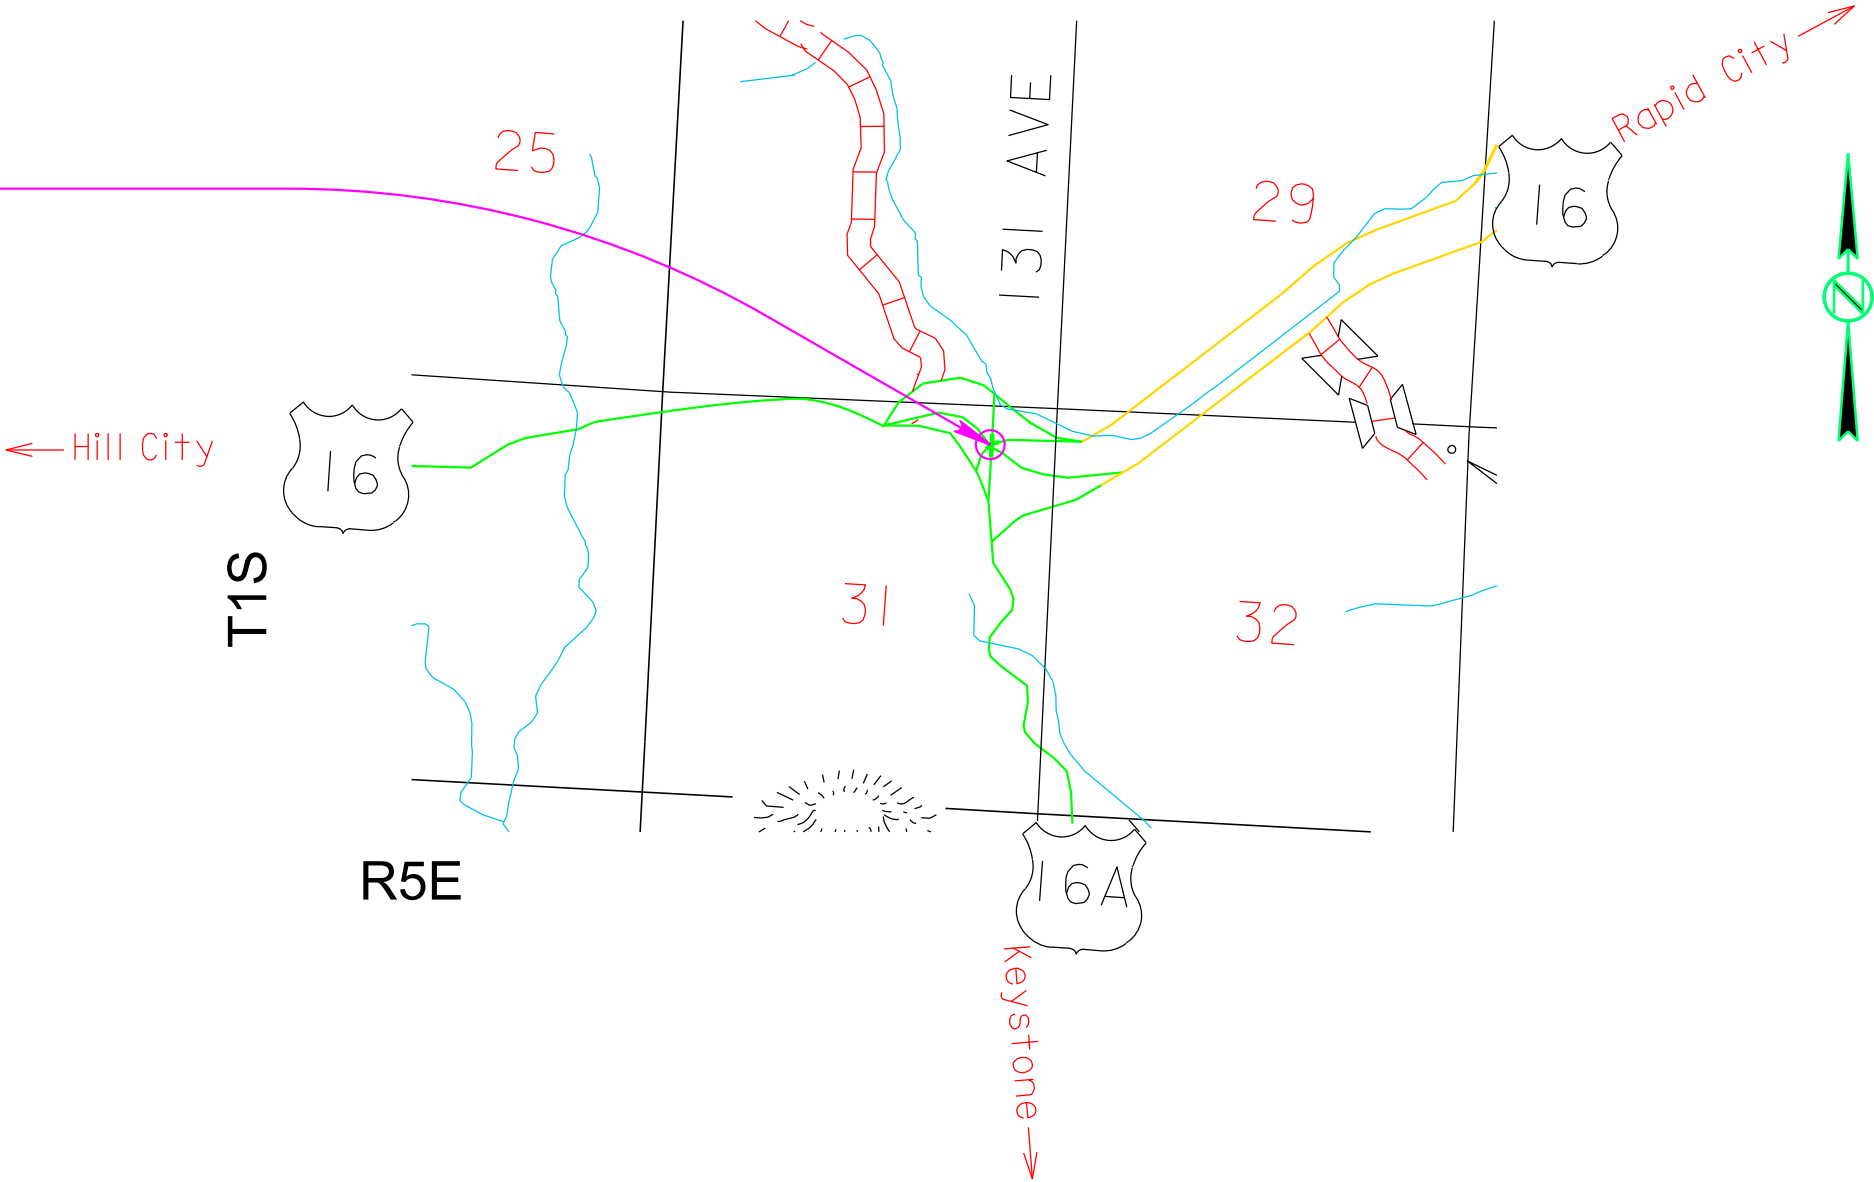 Rapid City
131 AVE
25
29
16
Hill City
16
T1S
31
32
R5E
16A
Keystone
N